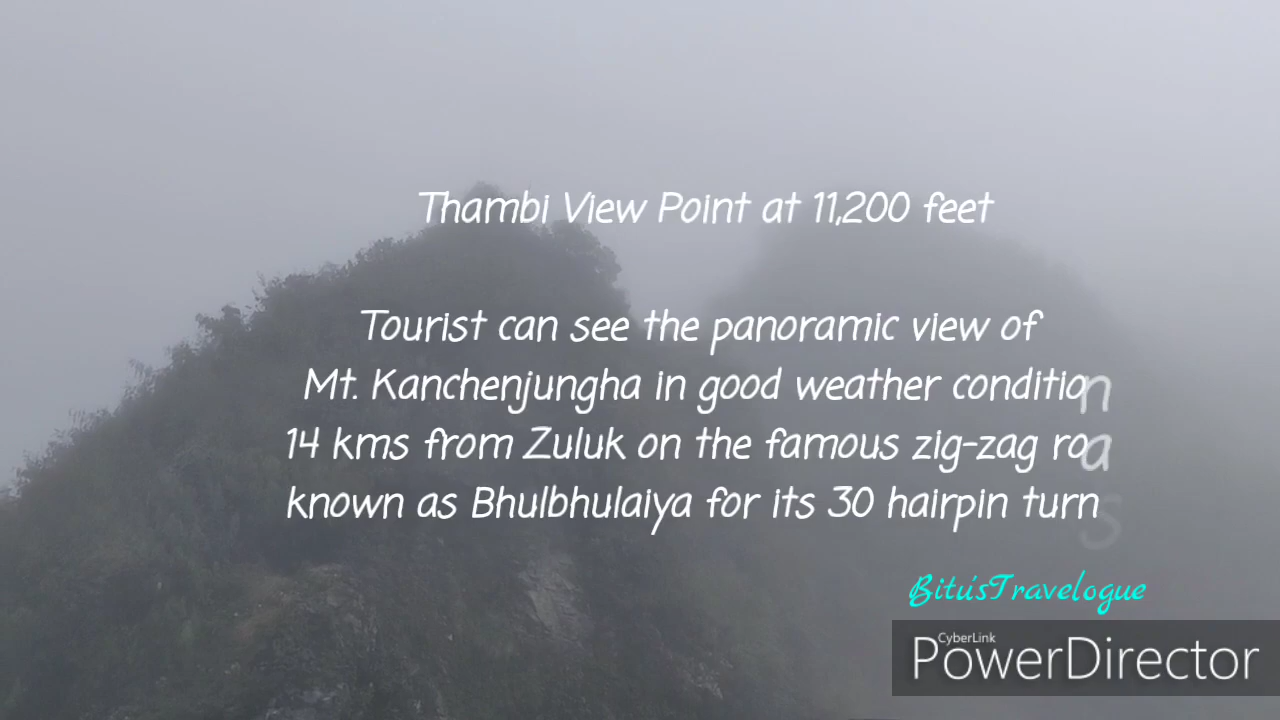 Thambi View Point at 11,200 feet
Tourist can see the panoramic view of
Mt. Kanchenjungha in good weather condition
14 kms from Zuluk on the famous zig-zag roa
known as Bhulbhulaiya for its 30 hairpin turns
Bitu'sTravelogue
CyberLink
PowerDirector